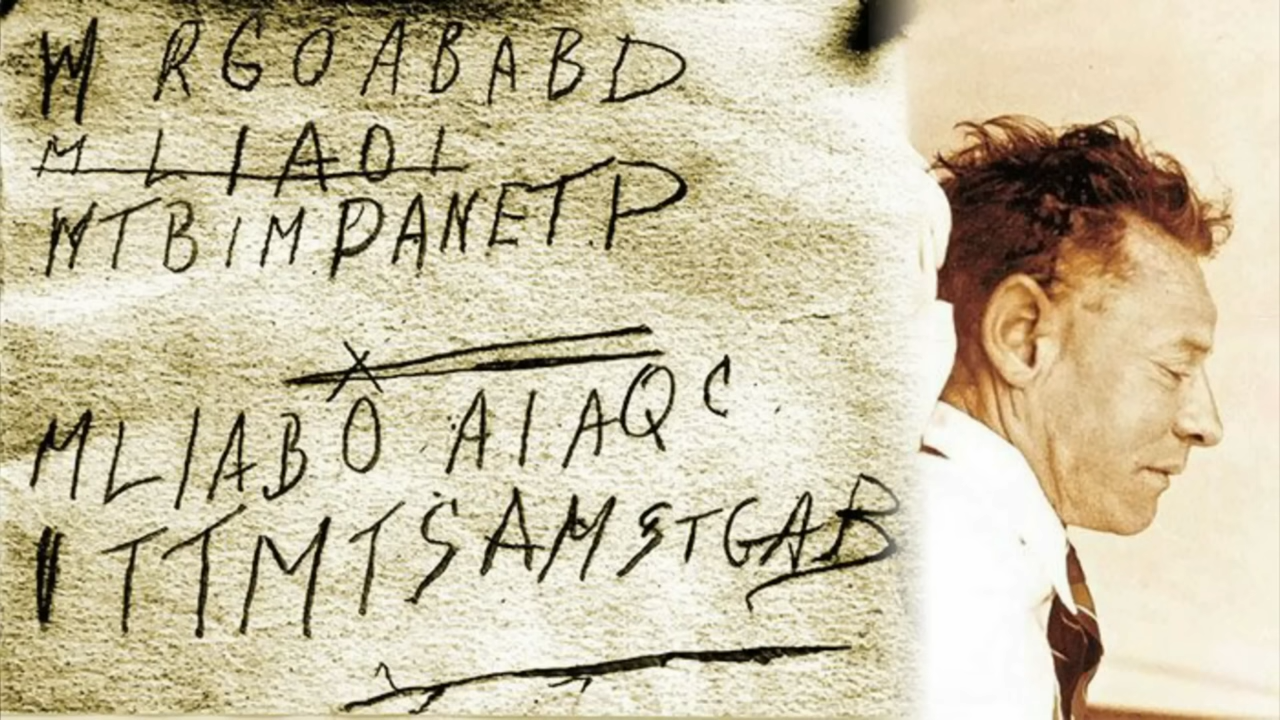 W RGOABABD
MLIAOI
WTBIMPANETP
MLIABO AIAQC
ITTMTSAMSTGAB